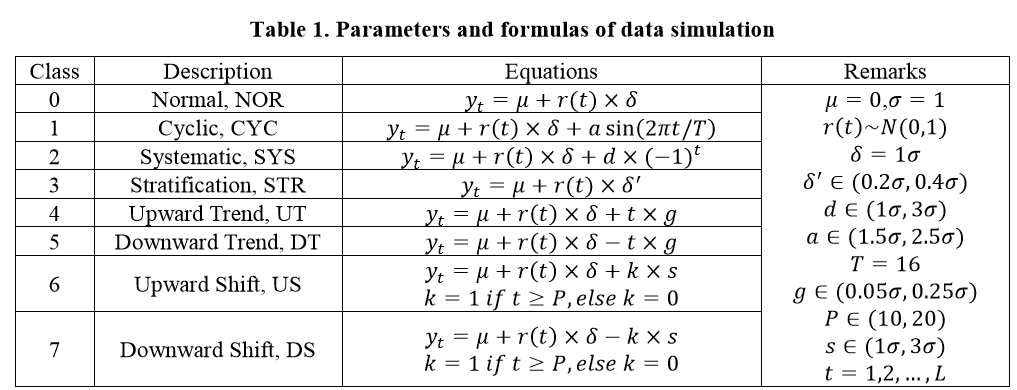 Table 1. Parameters and formulas of data simulation
Class Description Equations Remarks
0 Normal, NOR y_t = μ + r(t) × δ
1 Cyclic, CYC y_t = μ + r(t) × δ + a sin(2πt/T)
2 Systematic, SYS y_t = μ + r(t) × δ + d × (−1)^t
3 Stratification, STR y_t = μ + r(t) × δ′
4 Upward Trend, UT y_t = μ + r(t) × δ + t × g
5 Downward Trend, DT y_t = μ + r(t) × δ − t × g
6 Upward Shift, US y_t = μ + r(t) × δ + k × s
k = 1 if t ≥ P, else k = 0
7 Downward Shift, DS y_t = μ + r(t) × δ − k × s
k = 1 if t ≥ P, else k = 0
μ = 0,σ = 1
r(t)~N(0,1)
δ = 1σ
δ′ ∈ (0.2σ, 0.4σ)
d ∈ (1σ, 3σ)
a ∈ (1.5σ, 2.5σ)
T = 16
g ∈ (0.05σ, 0.25σ)
P ∈ (10, 20)
s ∈ (1σ, 3σ)
t = 1,2, … , L